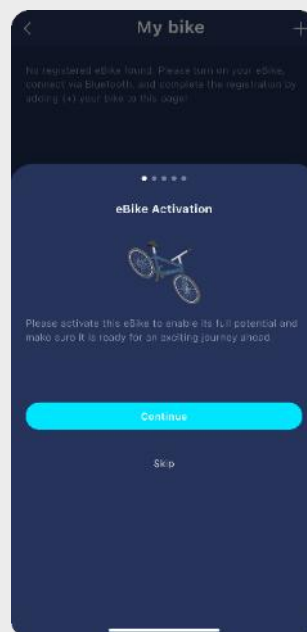 My bike
No registered eBike found. Please turn on your eBike,
connect via Bluetooth, and complete the registration by
adding (+) your bike to this page!
eBike Activation
Please activate this eBike to enable its full potential and
make sure it is ready for an exciting journey ahead
Continue
Skip